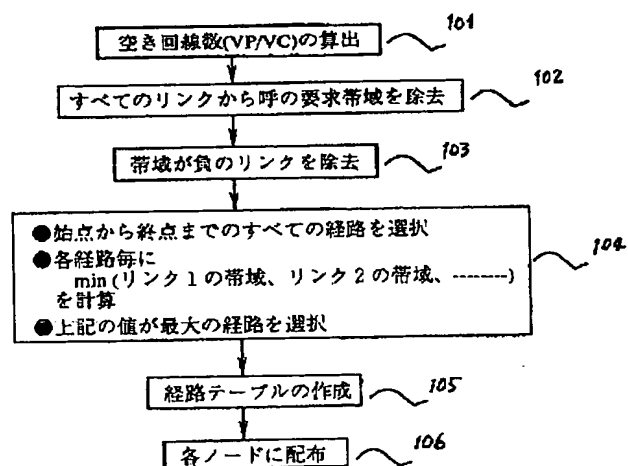 空き回線数(VP/VC)の算出
101
すべてのリンクから呼の要求帯域を除去
102
帯域が負のリンクを除去
103
●始点から終点までのすべての経路を選択
●各経路毎に
min (リンク1の帯域、リンク2の帯域、--------)
を計算
●上記の値が最大の経路を選択
104
経路テーブルの作成
105
各ノードに配布
106